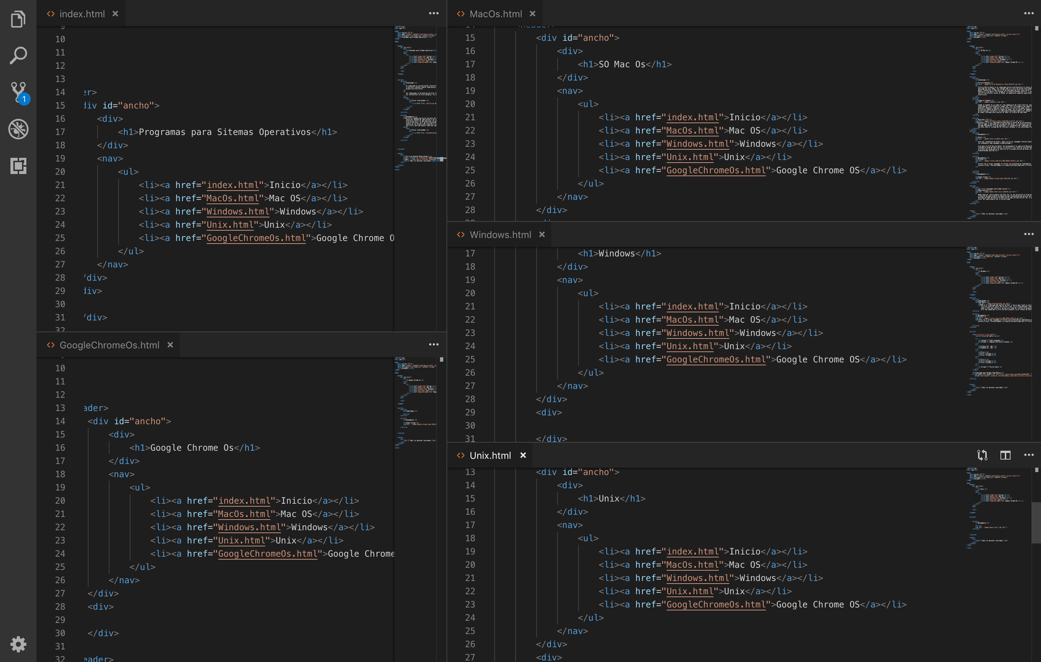 index.html
9
10
11
12
13
14 er>
15 div id="ancho">
16 <div>
17 <h1>Programas para Sitemas Operativos</h1>
18 </div>
19 <nav>
20 <ul>
21 <li><a href="index.html">Inicio</a></li>
22 <li><a href="MacOs.html">Mac OS</a></li>
23 <li><a href="Windows.html">Windows</a></li>
24 <li><a href="Unix.html">Unix</a></li>
25 <li><a href="GoogleChromeOs.html">Google Chrome O
26 </ul>
27 </nav>
28 /div>
29 div>
30
31 /div>
32
1
GoogleChromeOs.html
10
11
12
13 ader>
14 <div id="ancho">
15 <div>
16 <h1>Google Chrome Os</h1>
17 </div>
18 <nav>
19 <ul>
20 <li><a href="index.html">Inicio</a></li>
21 <li><a href="MacOs.html">Mac OS</a></li>
22 <li><a href="Windows.html">Windows</a></li>
23 <li><a href="Unix.html">Unix</a></li>
24 <li><a href="GoogleChromeOs.html">Google Chrome
25 </ul>
26 </nav>
27 </div>
28 <div>
29
30 </div>
31
32 eader>
MacOs.html
15 <div id="ancho">
16 <div>
17 <h1>SO Mac Os</h1>
18 </div>
19 <nav>
20 <ul>
21 <li><a href="index.html">Inicio</a></li>
22 <li><a href="MacOs.html">Mac OS</a></li>
23 <li><a href="Windows.html">Windows</a></li>
24 <li><a href="Unix.html">Unix</a></li>
25 <li><a href="GoogleChromeOs.html">Google Chrome OS</a></li>
26 </ul>
27 </nav>
28 </div>
Windows.html
17 <h1>Windows</h1>
18 </div>
19 <nav>
20 <ul>
21 <li><a href="index.html">Inicio</a></li>
22 <li><a href="MacOs.html">Mac OS</a></li>
23 <li><a href="Windows.html">Windows</a></li>
24 <li><a href="Unix.html">Unix</a></li>
25 <li><a href="GoogleChromeOs.html">Google Chrome OS</a></li>
26 </ul>
27 </nav>
28 </div>
29 <div>
30
31 </div>
Unix.html
13 <div id="ancho">
14 <div>
15 <h1>Unix</h1>
16 </div>
17 <nav>
18 <ul>
19 <li><a href="index.html">Inicio</a></li>
20 <li><a href="MacOs.html">Mac OS</a></li>
21 <li><a href="Windows.html">Windows</a></li>
22 <li><a href="Unix.html">Unix</a></li>
23 <li><a href="GoogleChromeOs.html">Google Chrome OS</a></li>
24 </ul>
25 </nav>
26 </div>
27 <div>